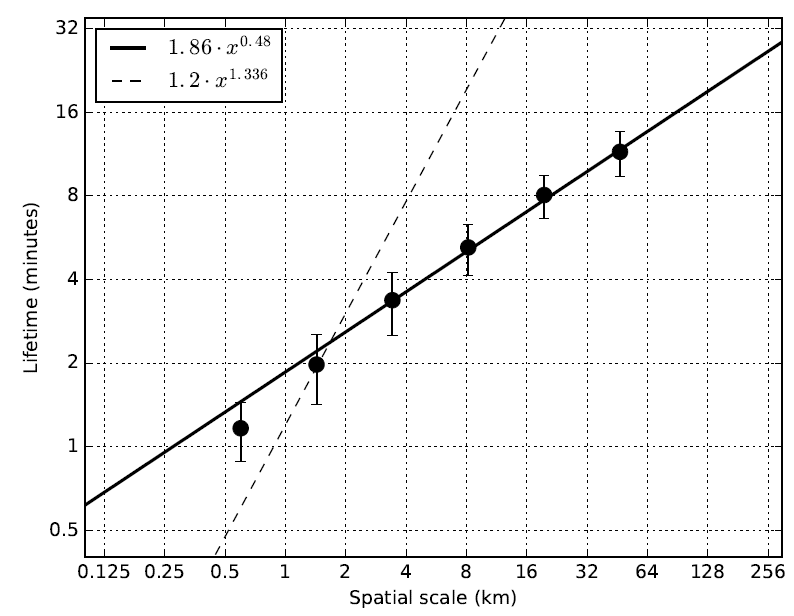 32
16
8
4
2
1
0.5
Lifetime (minutes)
1.86 · x^0.48
1.2 · x^1.336
0.125 0.25 0.5 1 2 4 8 16 32 64 128 256
Spatial scale (km)